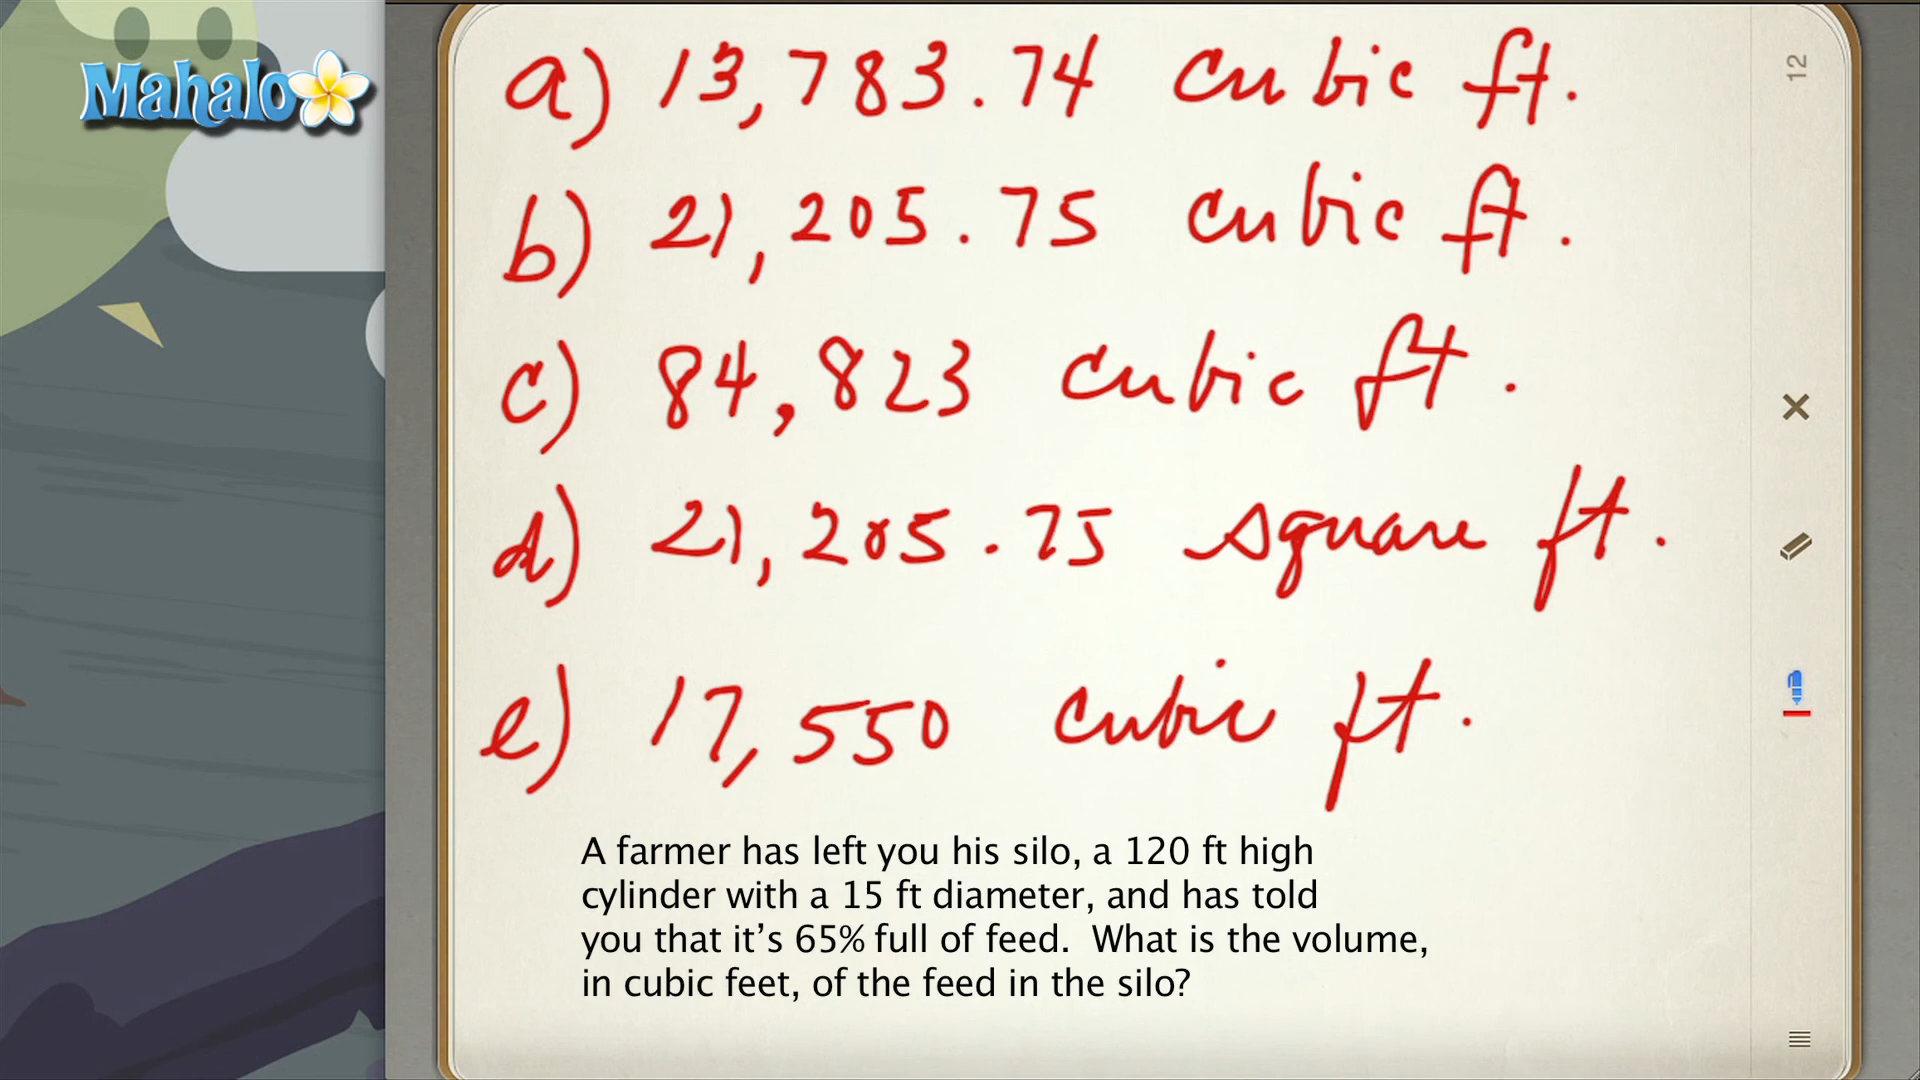 Mahalo
12
a) 13,783.74 cubic ft.
b) 21,205.75 cubic ft.
c) 84,823 cubic ft.
d) 21,205.75 square ft.
e) 17,550 cubic ft.
A farmer has left you his silo, a 120 ft high
cylinder with a 15 ft diameter, and has told
you that it’s 65% full of feed.  What is the volume,
in cubic feet, of the feed in the silo?